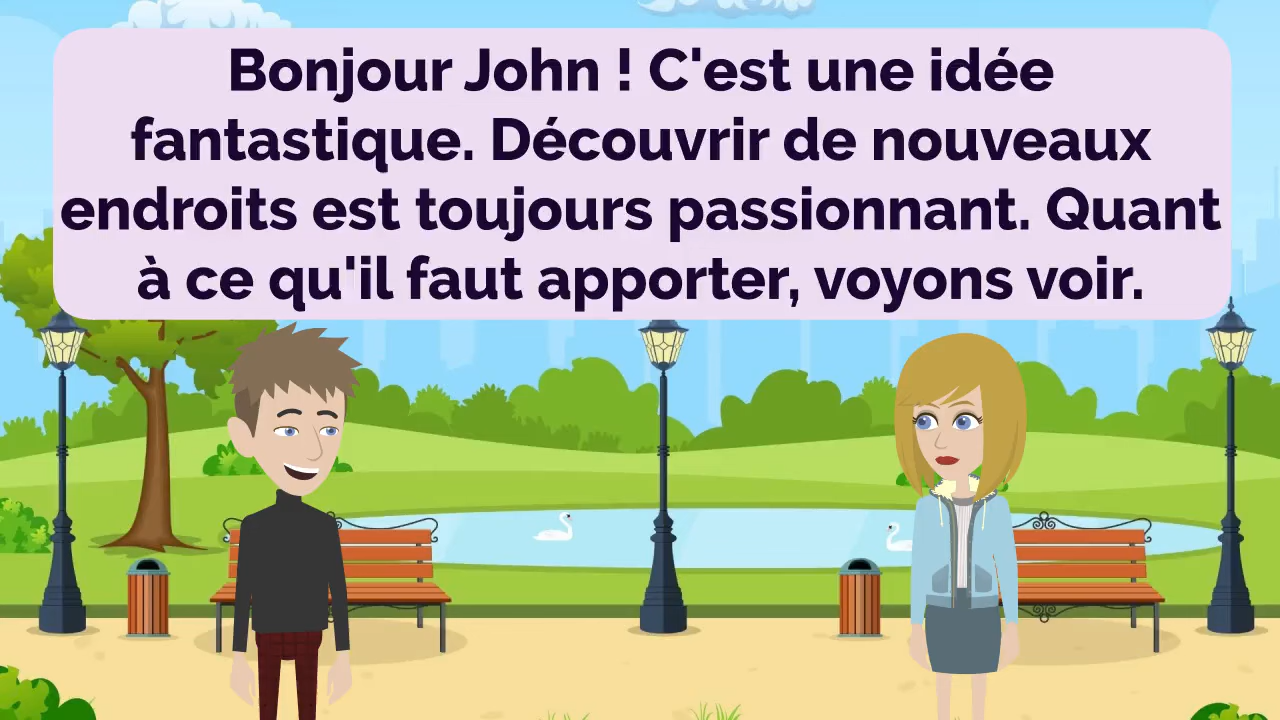 Bonjour John ! C'est une idée
fantastique. Découvrir de nouveaux
endroits est toujours passionnant. Quant
à ce qu'il faut apporter, voyons voir.